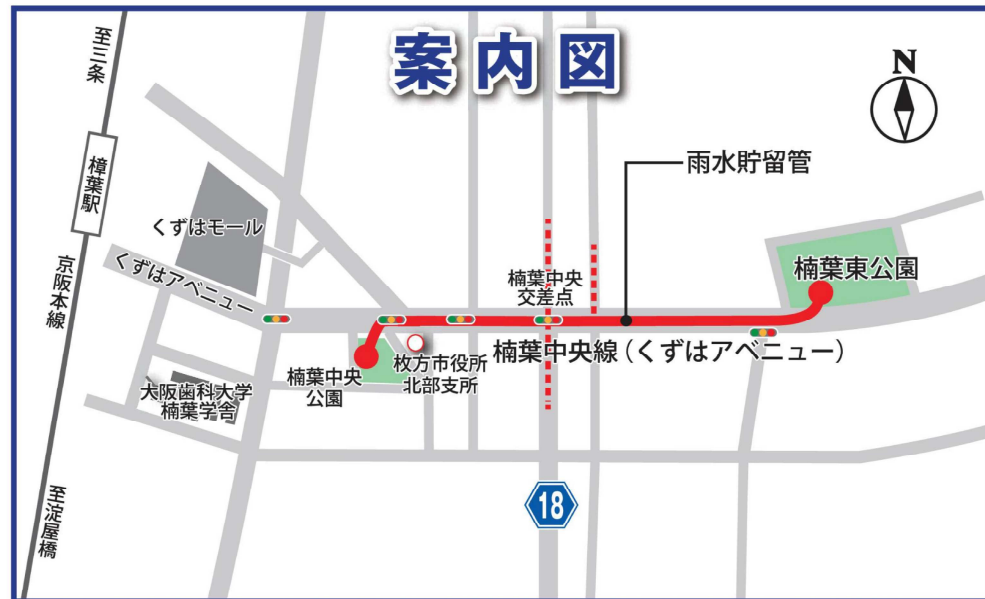 案内図
N
至三条
樟葉駅
京阪本線
至淀屋橋
くずはモール
くずはアベニュー
雨水貯留管
楠葉東公園
楠葉中央
交差点
楠葉中央線（くずはアベニュー）
枚方市役所
北部支所
楠葉中央
公園
大阪歯科大学
楠葉学舎
18